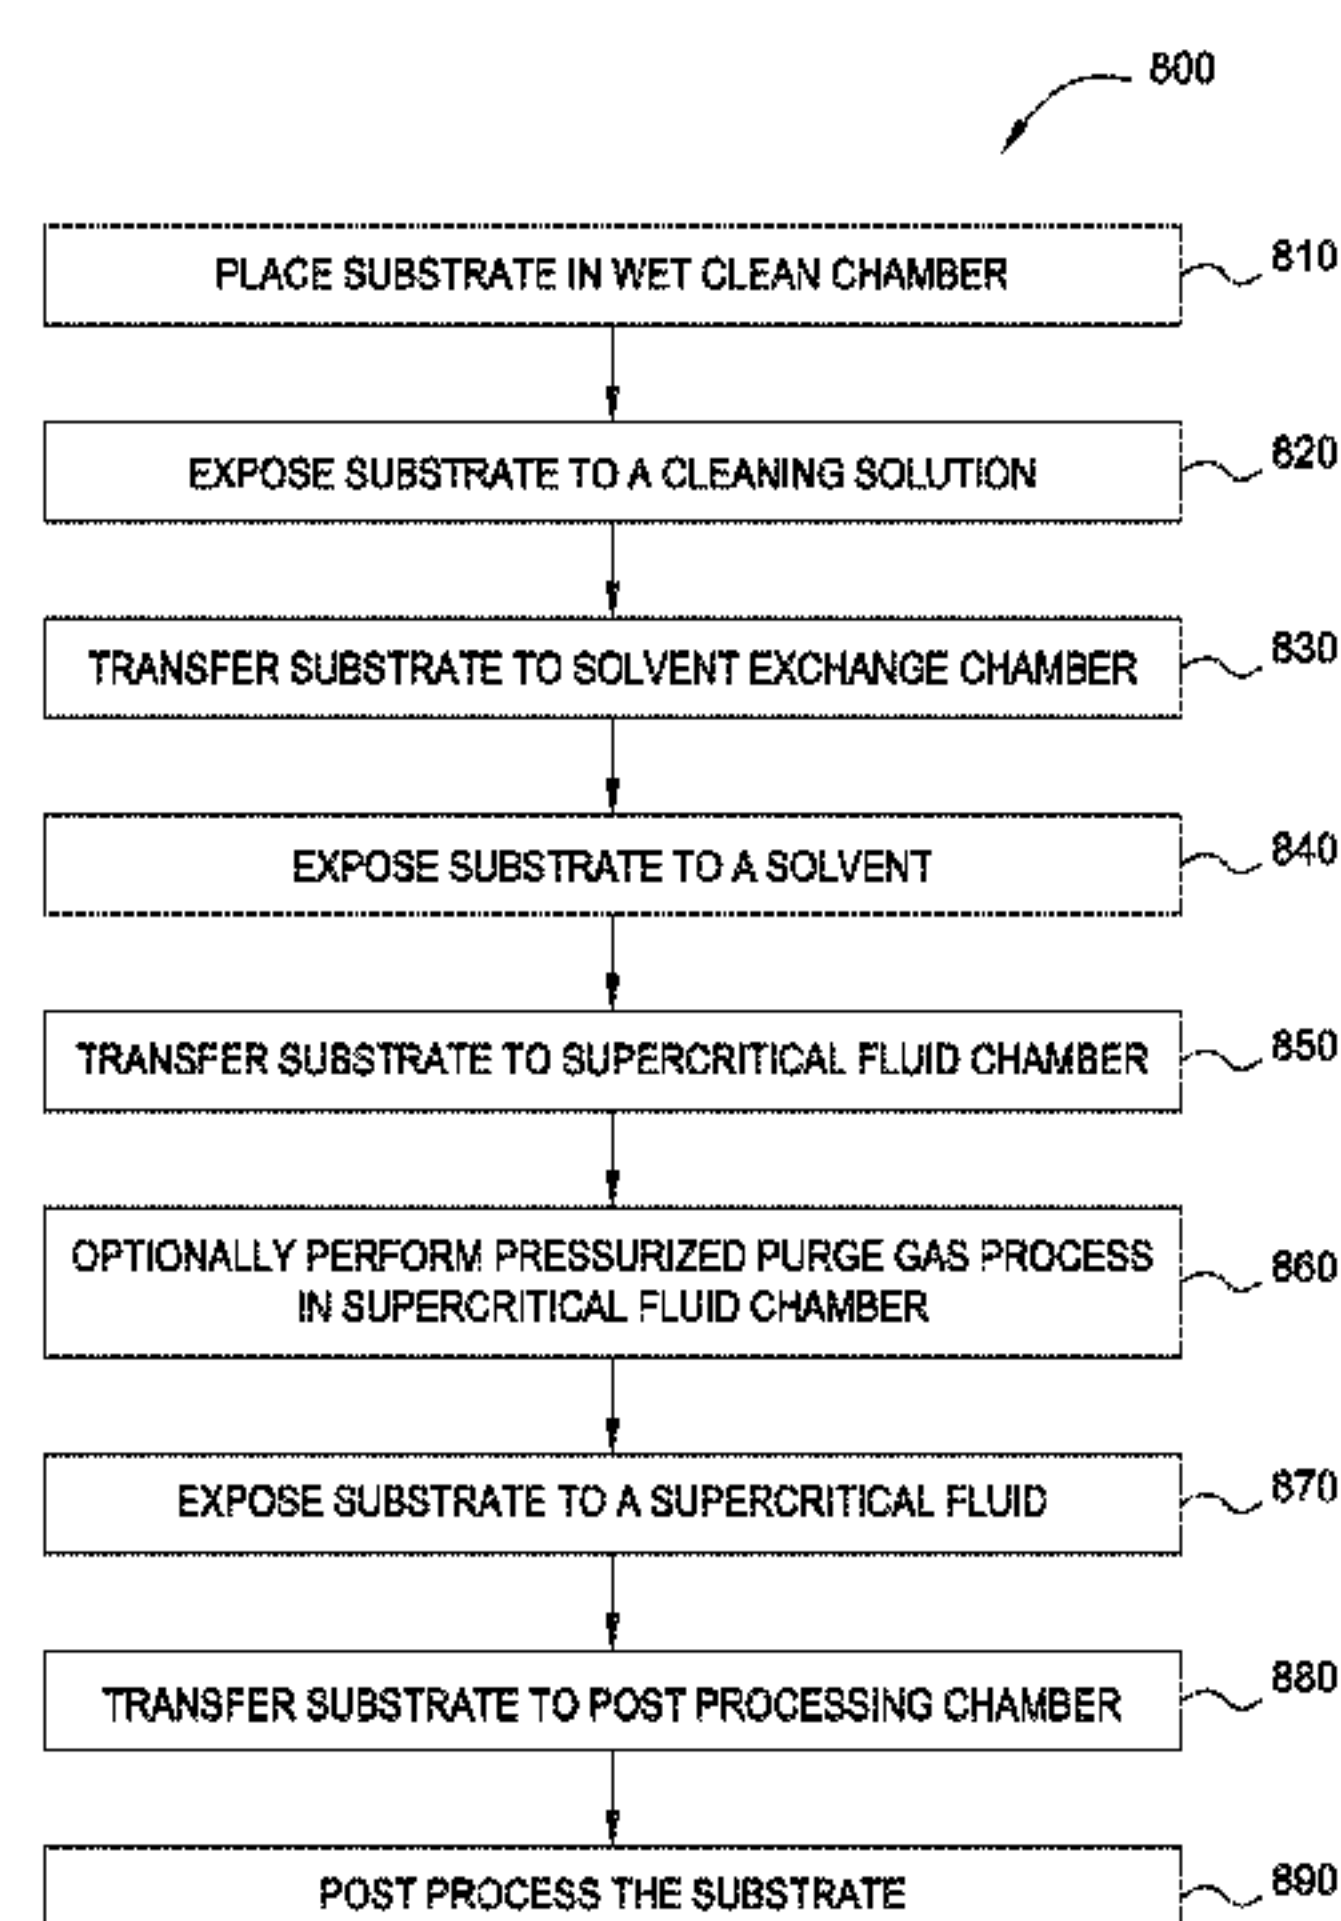 800
PLACE SUBSTRATE IN WET CLEAN CHAMBER
810
EXPOSE SUBSTRATE TO A CLEANING SOLUTION
820
TRANSFER SUBSTRATE TO SOLVENT EXCHANGE CHAMBER
830
EXPOSE SUBSTRATE TO A SOLVENT
840
TRANSFER SUBSTRATE TO SUPERCRITICAL FLUID CHAMBER
850
OPTIONALLY PERFORM PRESSURIZED PURGE GAS PROCESS
IN SUPERCRITICAL FLUID CHAMBER
860
EXPOSE SUBSTRATE TO A SUPERCRITICAL FLUID
870
TRANSFER SUBSTRATE TO POST PROCESSING CHAMBER
880
POST PROCESS THE SUBSTRATE
890